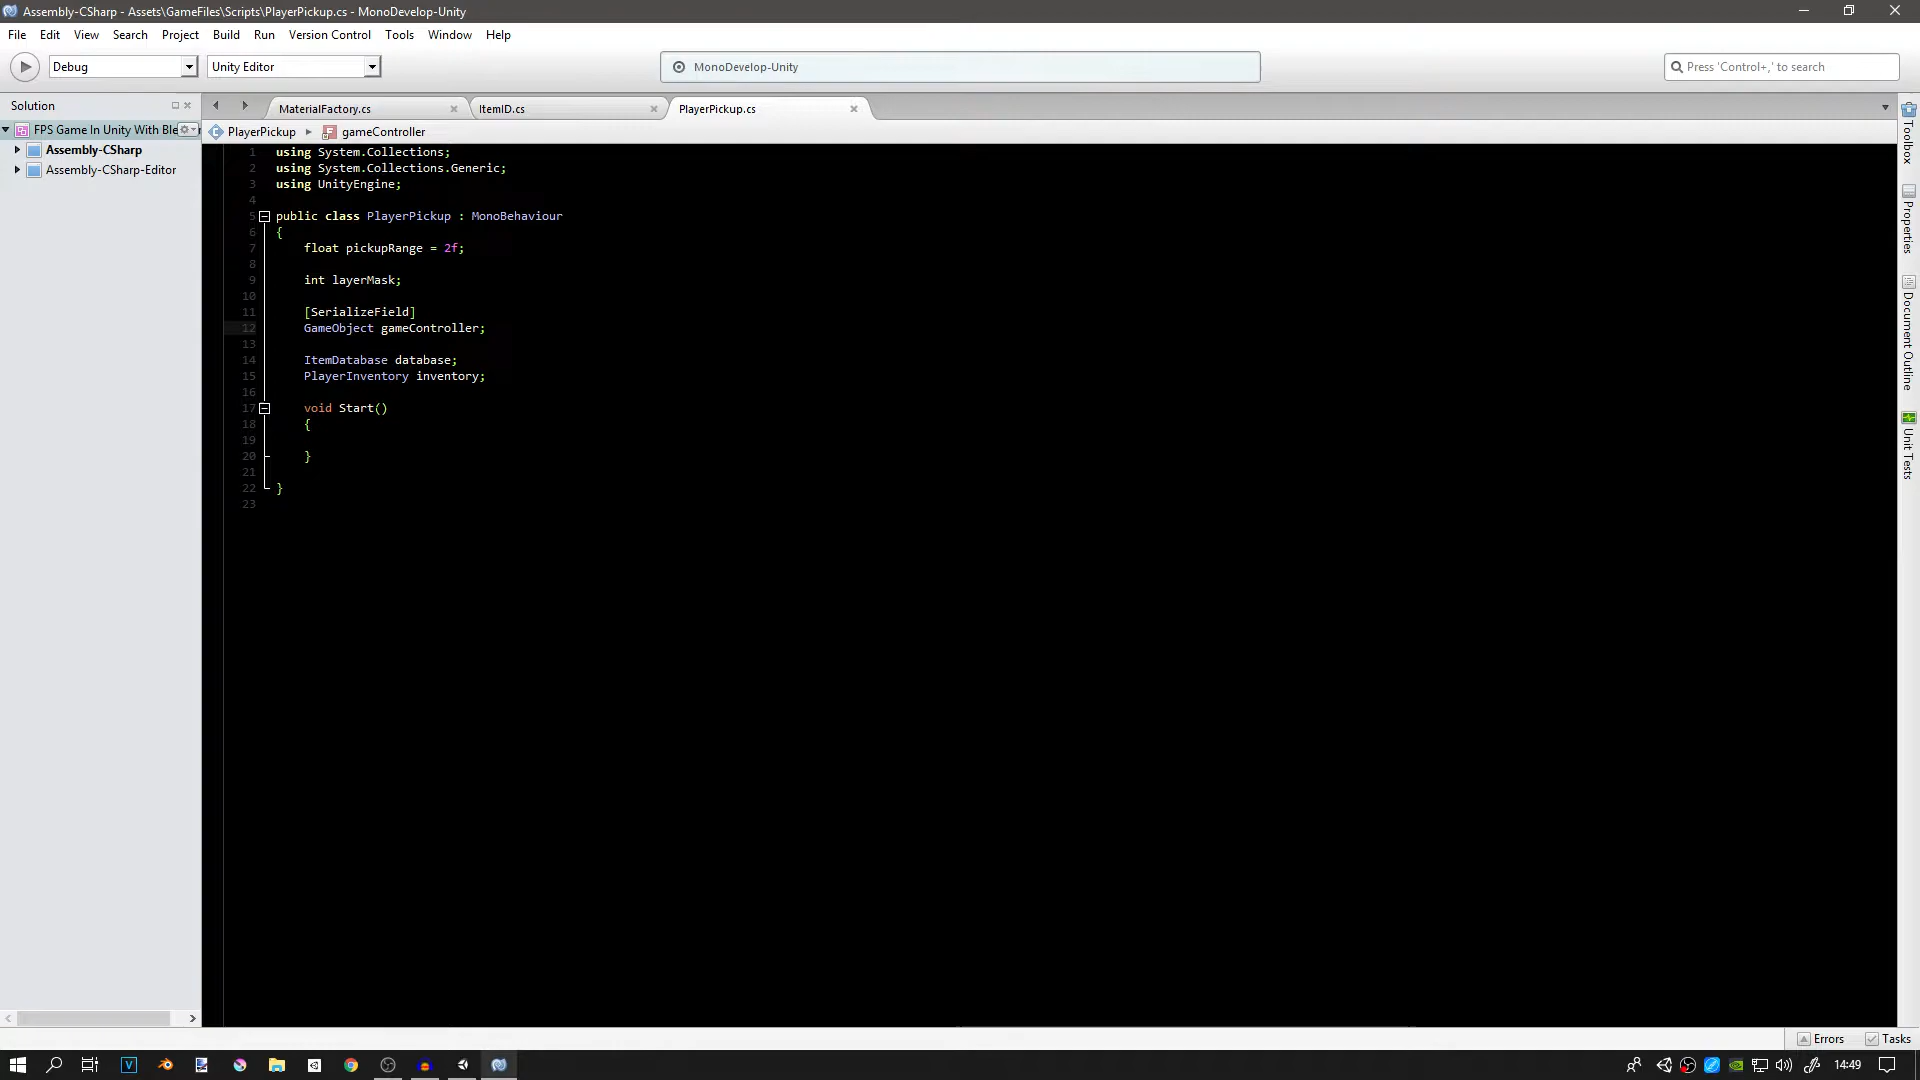 Assembly-CSharp - Assets\GameFiles\Scripts\PlayerPickup.cs - MonoDevelop-Unity
File Edit View Search Project Build Run Version Control Tools Window Help
Debug Unity Editor MonoDevelop-Unity Press 'Control+,' to search
Solution
MaterialFactory.cs ItemID.cs PlayerPickup.cs
FPS Game In Unity With Ble
PlayerPickup gameController
Assembly-CSharp
Assembly-CSharp-Editor
1 using System.Collections;
2 using System.Collections.Generic;
3 using UnityEngine;
4
5 public class PlayerPickup : MonoBehaviour
6 {
7 float pickupRange = 2f;
8
9 int layerMask;
10
11 [SerializeField]
12 GameObject gameController;
13
14 ItemDatabase database;
15 PlayerInventory inventory;
16
17 void Start()
18 {
19
20 }
21
22 }
23
Toolbox
Properties
Document Outline
Unit Tests
Errors Tasks
14:49